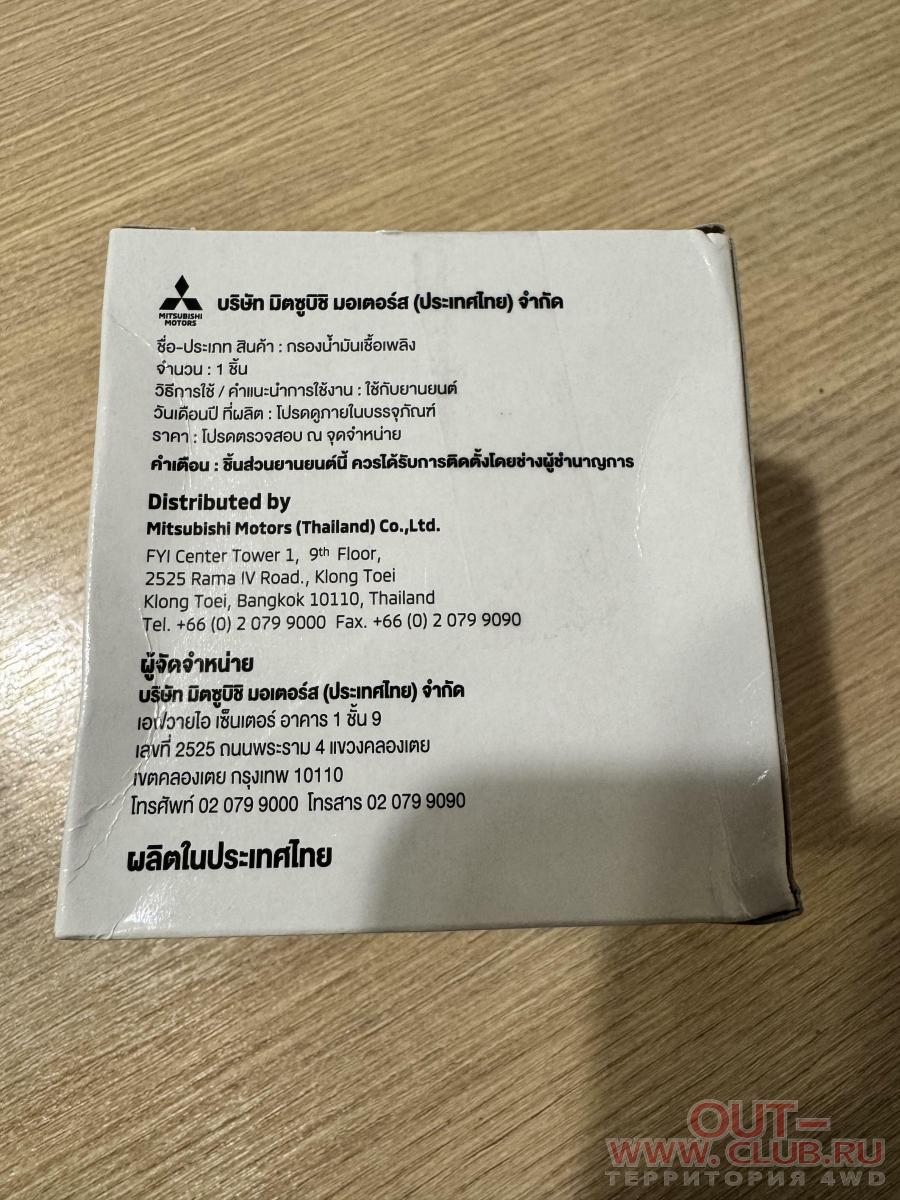 MITSUBISHI
MOTORS
บริษัท มิตซูบิชิ มอเตอร์ส (ประเทศไทย) จำกัด
ชื่อ-ประเภท สินค้า : กรองน้ำมันเชื้อเพลิง
จำนวน : 1 ชิ้น
วิธีการใช้ / คำแนะนำการใช้งาน : ใช้กับยานยนต์
วันเดือนปี ที่ผลิต : โปรดดูภายในบรรจุภัณฑ์
ราคา : โปรดตรวจสอบ ณ จุดจำหน่าย
คำเตือน : ชิ้นส่วนยานยนต์นี้ ควรได้รับการติดตั้งโดยช่างผู้ชำนาญการ
Distributed by
Mitsubishi Motors (Thailand) Co.,Ltd.
FYI Center Tower 1, 9th Floor,
2525 Rama IV Road., Klong Toei
Klong Toei, Bangkok 10110, Thailand
Tel. +66 (0) 2 079 9000 Fax. +66 (0) 2 079 9090
ผู้จัดจำหน่าย
บริษัท มิตซูบิชิ มอเตอร์ส (ประเทศไทย) จำกัด
เอฟวายไอ เซ็นเตอร์ อาคาร 1 ชั้น 9
เลขที่ 2525 ถนนพระราม 4 แขวงคลองเตย
เขตคลองเตย กรุงเทพ 10110
โทรศัพท์ 02 079 9000 โทรสาร 02 079 9090
ผลิตในประเทศไทย
OUT-
WWW.CLUB.RU
ТЕРРИТОРИЯ 4WD